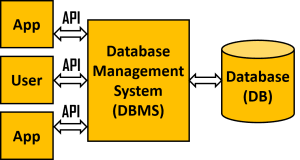 App
API
User
API
App
API
Database
Management
System
(DBMS)
Database
(DB)